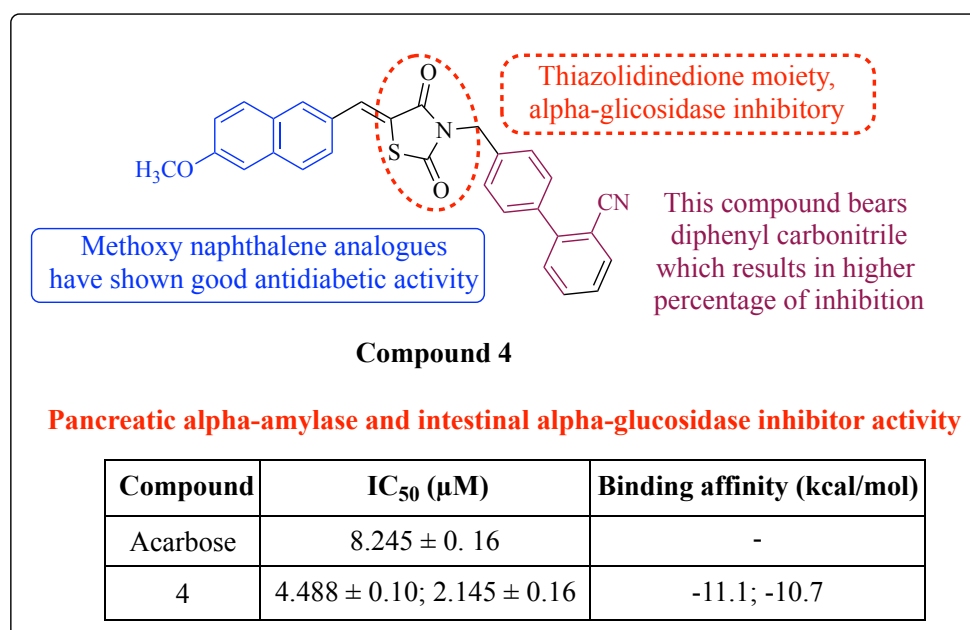 O
Thiazolidinedione moiety,
alpha-glicosidase inhibitory
N
S
H₃CO
O
CN
This compound bears
diphenyl carbonitrile
which results in higher
percentage of inhibition
Methoxy naphthalene analogues
have shown good antidiabetic activity
Compound 4
Pancreatic alpha-amylase and intestinal alpha-glucosidase inhibitor activity
Compound IC₅₀ (μM) Binding affinity (kcal/mol)
Acarbose 8.245 ± 0. 16 -
4 4.488 ± 0.10; 2.145 ± 0.16 -11.1; -10.7